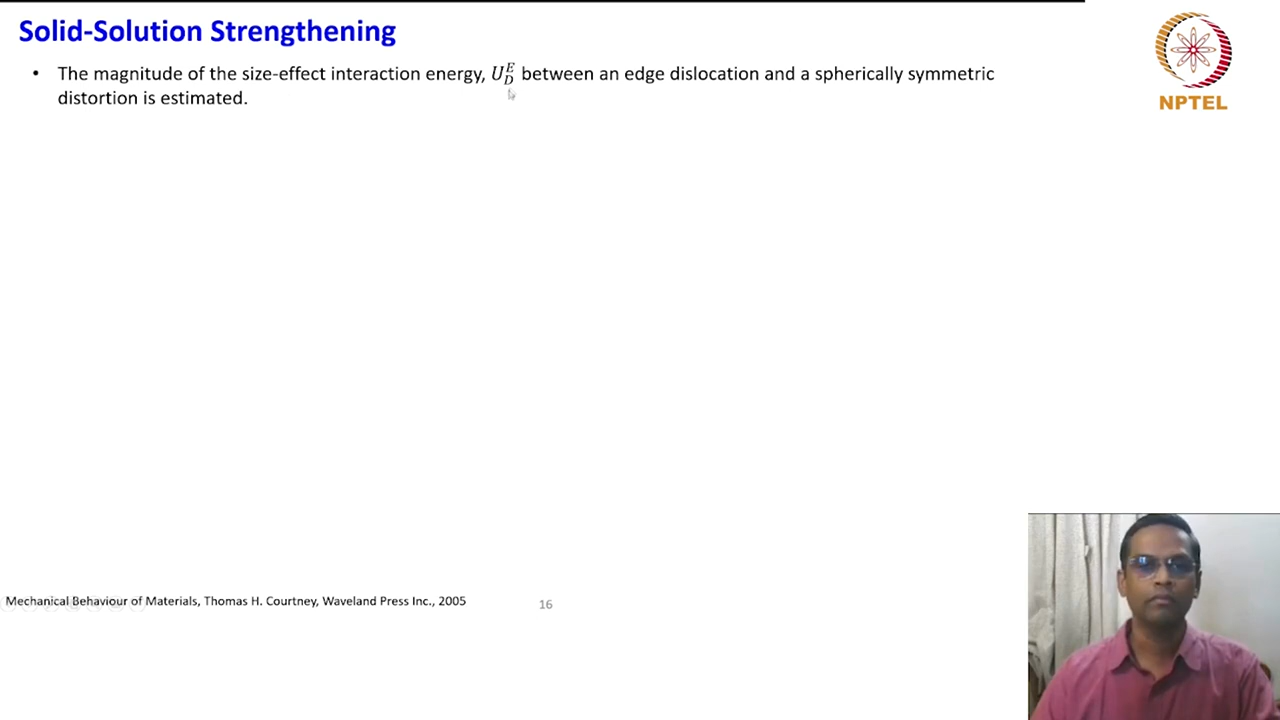 Solid-Solution Strengthening
• The magnitude of the size-effect interaction energy, $U_D^E$ between an edge dislocation and a spherically symmetric
distortion is estimated.
NPTEL
Mechanical Behaviour of Materials, Thomas H. Courtney, Waveland Press Inc., 2005
16